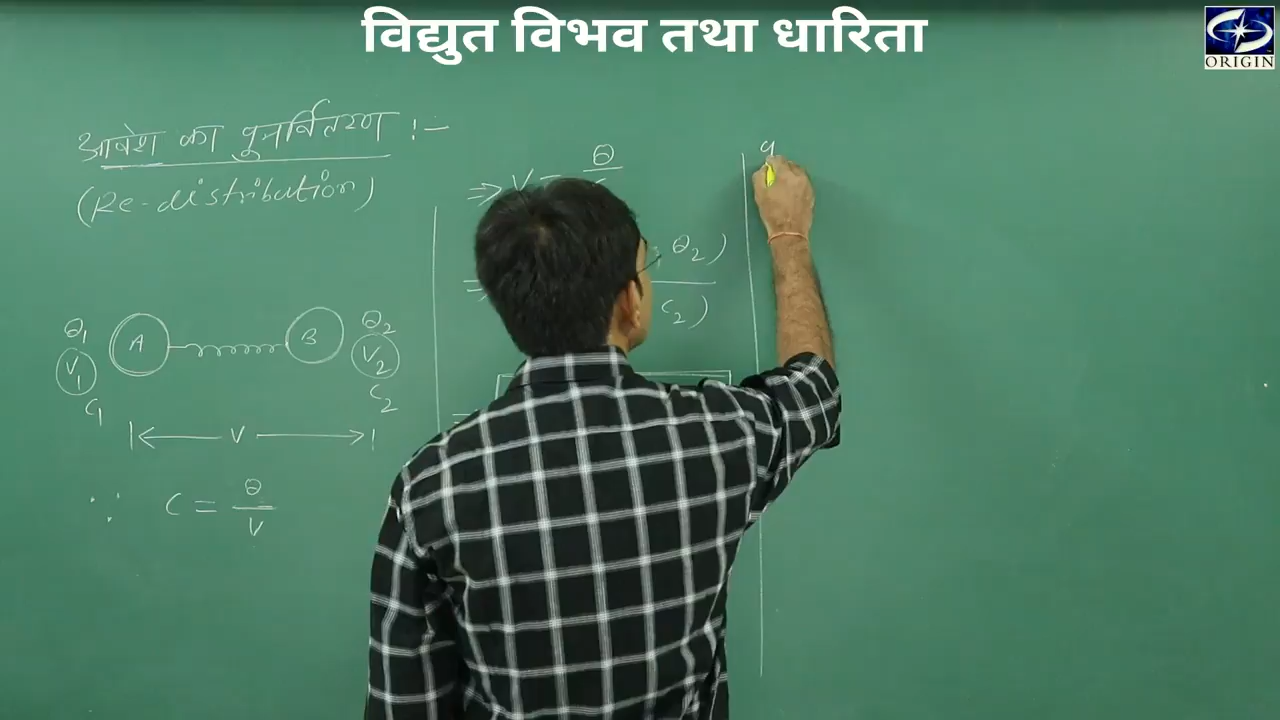 विद्युत विभव तथा धारिता
ORIGIN
आवेश का पुनर्वितरण :-
(Re-distribution)
Q1 A B Q2
V1 V2
C1 C2
V
∵ C = Q/V
⇒ V = Q
Q2)
C2)